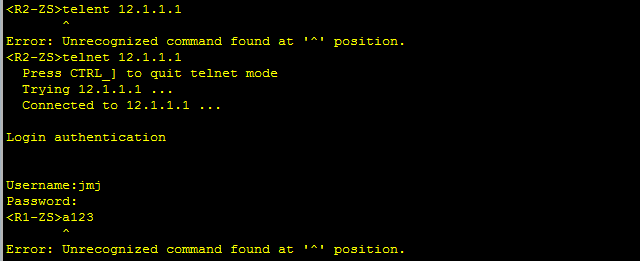 <R2-ZS>telent 12.1.1.1
^
Error: Unrecognized command found at '^' position.
<R2-ZS>telnet 12.1.1.1
Press CTRL_] to quit telnet mode
Trying 12.1.1.1 ...
Connected to 12.1.1.1 ...
Login authentication
Username:jmj
Password:
<R1-ZS>a123
^
Error: Unrecognized command found at '^' position.